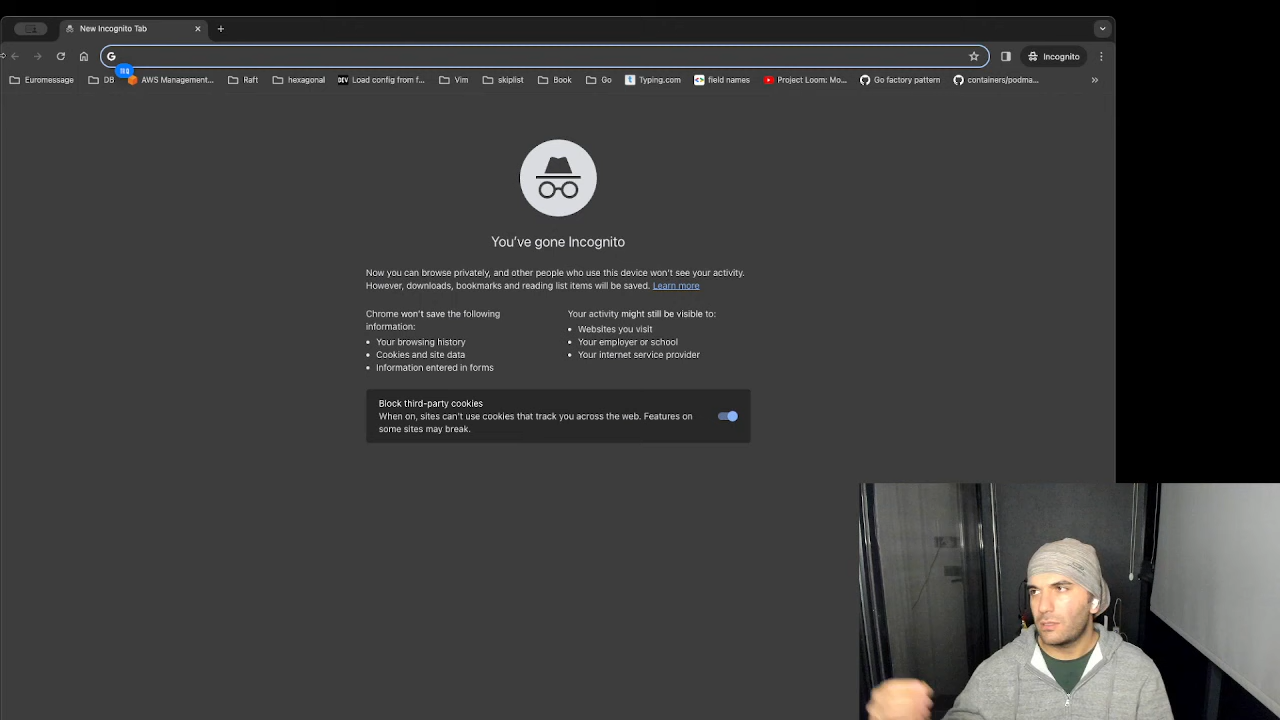 New Incognito Tab
Incognito
Euromessage
DB
AWS Management...
Raft
hexagonal
DEV Load config from f...
Vim
skiplist
Book
Go
t Typing.com
field names
Project Loom: Mo...
Go factory pattern
containers/podma...
You've gone Incognito
Now you can browse privately, and other people who use this device won't see your activity.
However, downloads, bookmarks and reading list items will be saved. Learn more
Chrome won't save the following
information:
Your browsing history
Cookies and site data
Information entered in forms
Your activity might still be visible to:
Websites you visit
Your employer or school
Your internet service provider
Block third-party cookies
When on, sites can't use cookies that track you across the web. Features on
some sites may break.